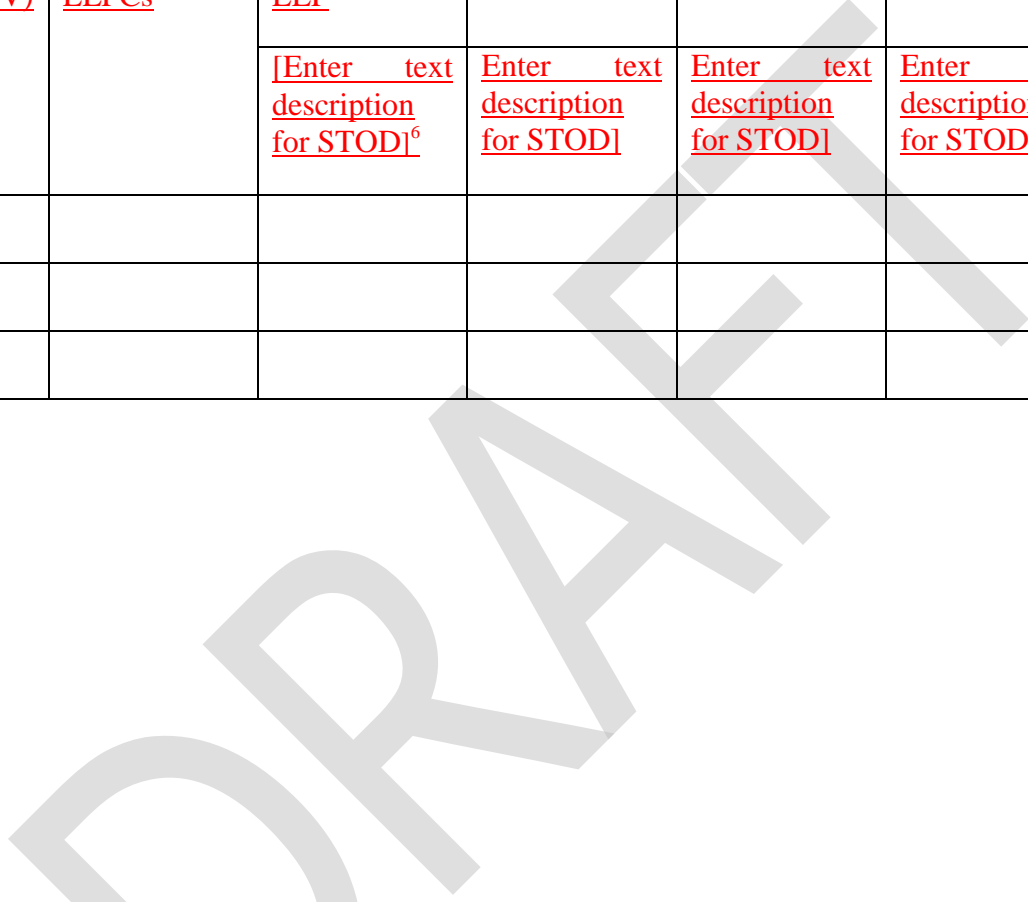 V)
[Enter text
description
for STOD]⁶
Enter text
description
for STOD]
Enter text
description
for STOD]
Enter
description
for STOD
DRAFT